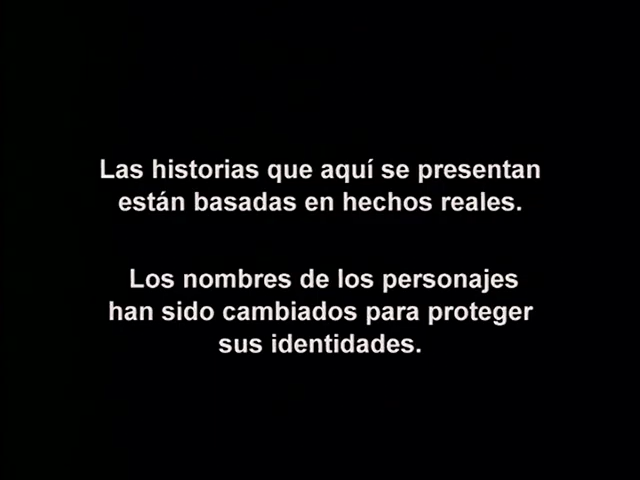 Las historias que aquí se presentan
están basadas en hechos reales.
Los nombres de los personajes
han sido cambiados para proteger
sus identidades.